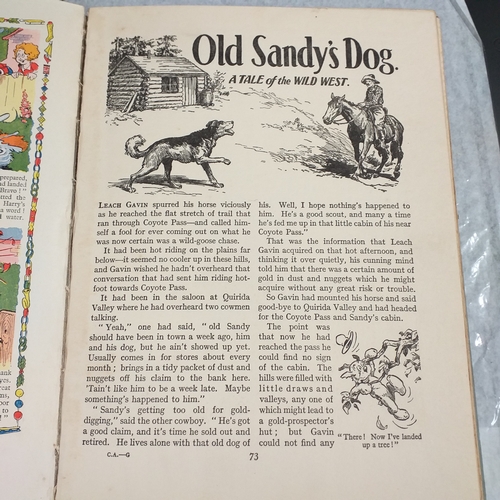 Old Sandy's Dog.
A TALE of the WILD WEST.
LEACH GAVIN spurred his horse viciously
as he reached the flat stretch of trail that
ran through Coyote Pass—and called him-
self a fool for ever coming out on what he
was now certain was a wild-goose chase.
It had been hot riding on the plains far
below—it seemed no cooler up in these hills,
and Gavin wished he hadn't overheard that
conversation that had sent him riding hot-
foot towards Coyote Pass.
It had been in the saloon at Quirida
Valley where he had overheard two cowmen
talking.
"Yeah," one had said, "old Sandy
should have been in town a week ago, him
and his dog, but he ain't showed up yet.
Usually comes in for stores about every
month; brings in a tidy packet of dust and
nuggets off his claim to the bank here.
'Tain't like him to be a week late. Maybe
something's happened to him."
"Sandy's getting too old for gold-
digging," said the other cowboy. "He's got
a good claim, and it's time he sold out and
retired. He lives alone with that old dog of
his. Well, I hope nothing's happened to
him. He's a good scout, and many a time
he's fed me up in that little cabin of his near
Coyote Pass."
That was the information that Leach
Gavin acquired on that hot afternoon, and
thinking it over quietly, his cunning mind
told him that there was a certain amount of
gold in dust and nuggets which he might
acquire without any great risk or trouble.
So Gavin had mounted his horse and said
good-bye to Quirida Valley and had headed
for the Coyote Pass and Sandy's cabin.
The point was
that now he had
reached the pass he
could find no sign
of the cabin. The
hills were filled with
little draws and
valleys, any one of
which might lead to
a gold-prospector's
hut; but Gavin
could not find any
"There! Now I've landed
up a tree!"
C.A.—G
73
prepared,
nd landed
Bravo!"
tted the
Harry's
a word!
d water.
hank
yes.
reat
ms,
bor
to
!"